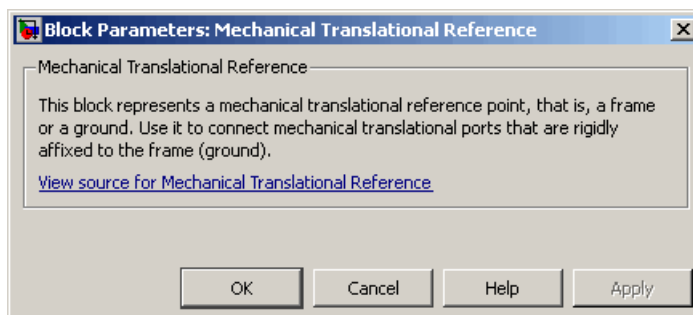 Block Parameters: Mechanical Translational Reference
Mechanical Translational Reference
This block represents a mechanical translational reference point, that is, a frame
or a ground. Use it to connect mechanical translational ports that are rigidly
affixed to the frame (ground).
View source for Mechanical Translational Reference
OK Cancel Help Apply